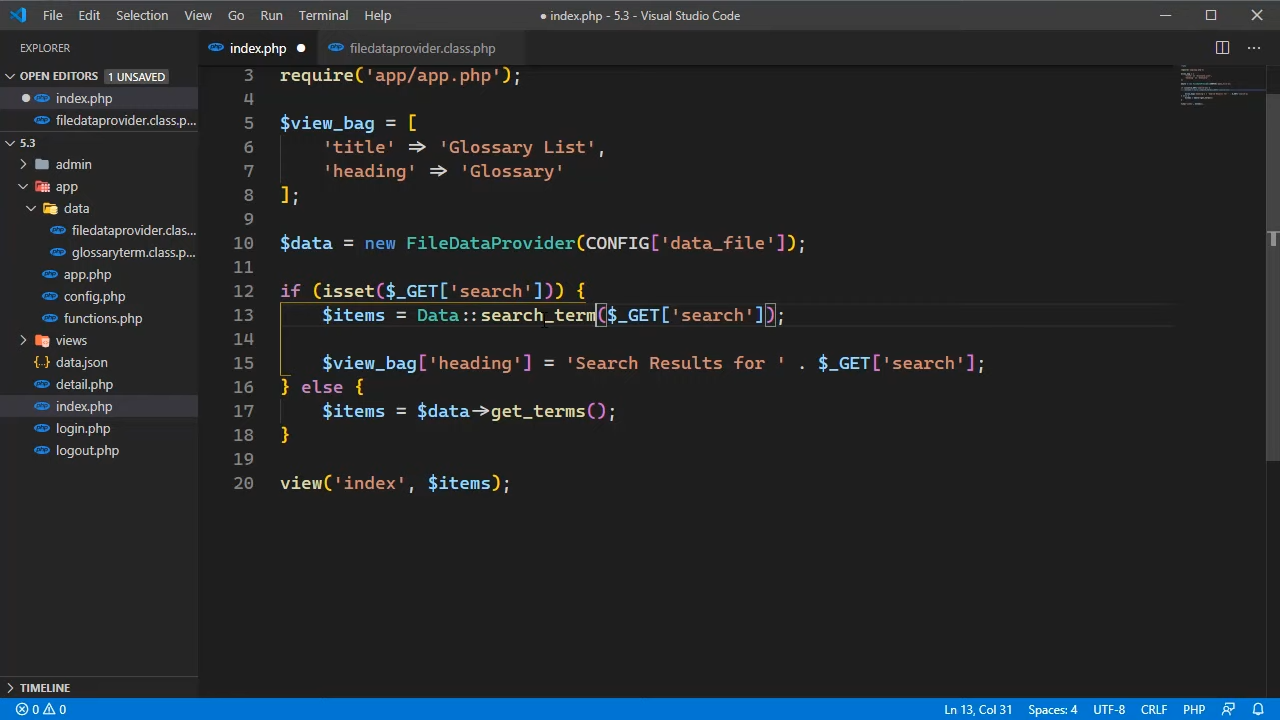 File Edit Selection View Go Run Terminal Help
● index.php - 5.3 - Visual Studio Code
EXPLORER
index.php ●
filedataprovider.class.php
OPEN EDITORS 1 UNSAVED
index.php
filedataprovider.class.p...
5.3
admin
app
data
filedataprovider.clas...
glossaryterm.class.p...
app.php
config.php
functions.php
views
data.json
detail.php
index.php
login.php
logout.php
TIMELINE
3 require('app/app.php');
4
5 $view_bag = [
6 'title' => 'Glossary List',
7 'heading' => 'Glossary'
8 ];
9
10 $data = new FileDataProvider(CONFIG['data_file']);
11
12 if (isset($_GET['search'])) {
13 $items = Data::search_term($_GET['search']);
14
15 $view_bag['heading'] = 'Search Results for ' . $_GET['search'];
16 } else {
17 $items = $data->get_terms();
18 }
19
20 view('index', $items);
0 0
Ln 13, Col 31 Spaces: 4 UTF-8 CRLF PHP